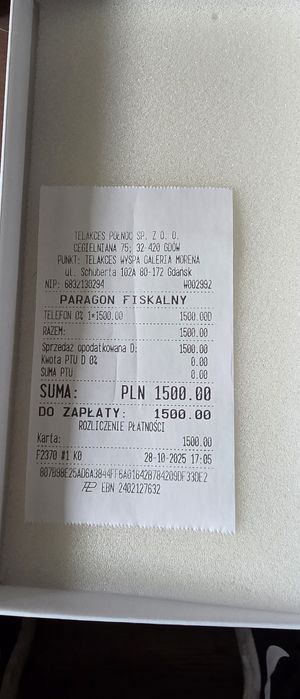 TELAKCES PÓŁNOC SP. Z O. O.
CEGIELNIANA 75; 32-420 GDÓW
PUNKT: TELAKCES WYSPA GALERIA MORENA
ul. Schuberta 102A 80-172 Gdańsk
NIP: 6832130294 W002992
PARAGON FISKALNY
TELEFON 0% 1*1500.00 1500.00D
RAZEM: 1500.00
Sprzedaż opodatkowana D: 1500.00
Kwota PTU D 0% 0.00
SUMA PTU 0.00
SUMA: PLN 1500.00
DO ZAPŁATY: 1500.00
ROZLICZENIE PŁATNOŚCI
Karta: 1500.00
F2370 #1 K0 28-10-2025 17:05
EBN 2402127632